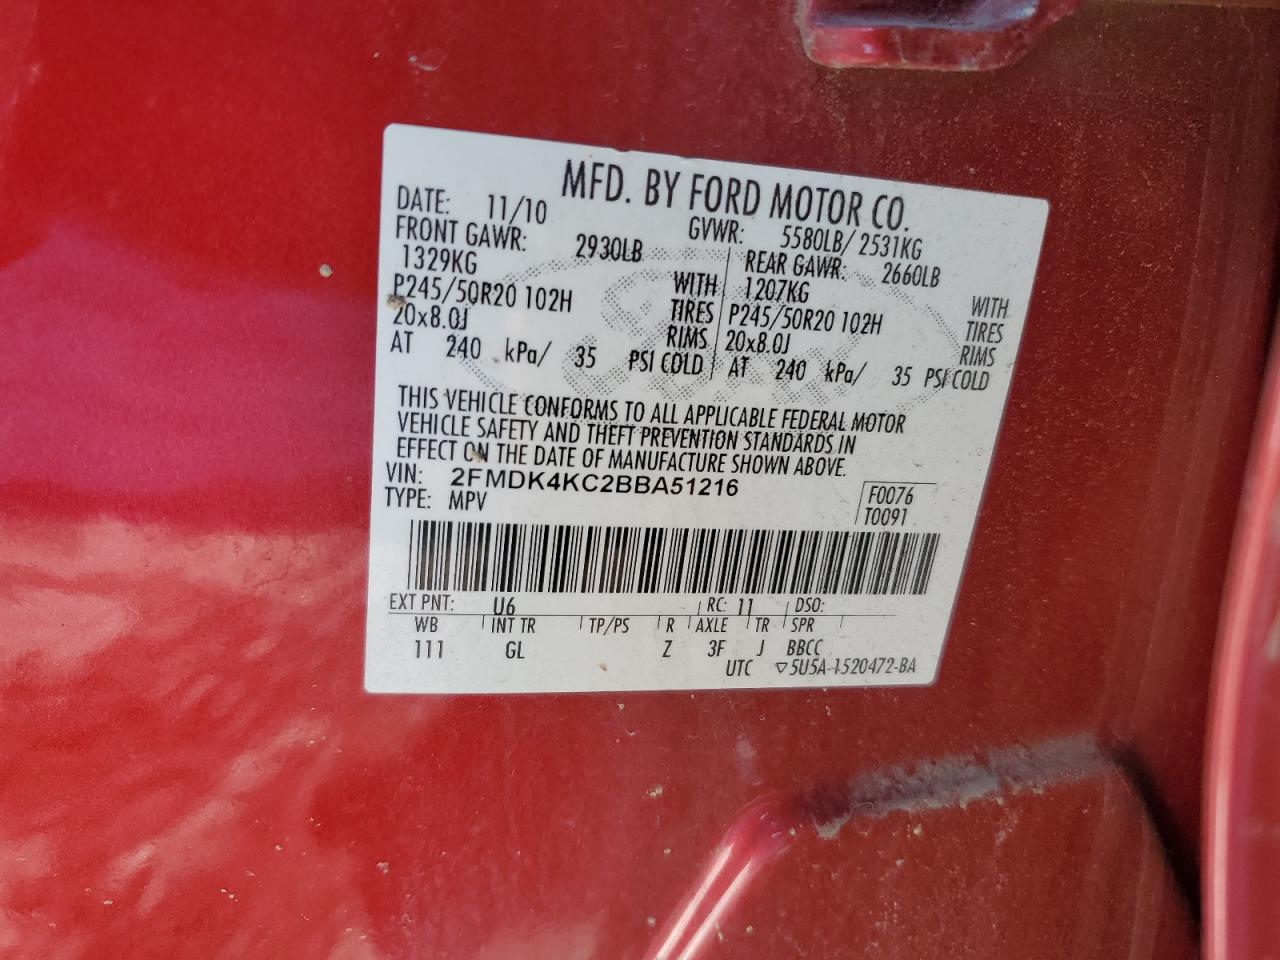 MFD. BY FORD MOTOR CO.
DATE: 11/10 GVWR: 5580LB/ 2531KG
FRONT GAWR: 2930LB REAR GAWR: 2660LB
1329KG WITH 1207KG WITH
P245/50R20 102H TIRES P245/50R20 102H TIRES
20x8.0J RIMS 20x8.0J RIMS
AT 240 kPa/ 35 PSI COLD AT 240 kPa/ 35 PSI COLD
THIS VEHICLE CONFORMS TO ALL APPLICABLE FEDERAL MOTOR
VEHICLE SAFETY AND THEFT PREVENTION STANDARDS IN
EFFECT ON THE DATE OF MANUFACTURE SHOWN ABOVE.
VIN: 2FMDK4KC2BBA51216 F0076
TYPE: MPV T0091
EXT PNT: U6 RC: 11 DSO:
WB INT TR TP/PS R AXLE TR SPR
111 GL Z 3F J BBCC
UTC ▽5U5A-1520472-BA